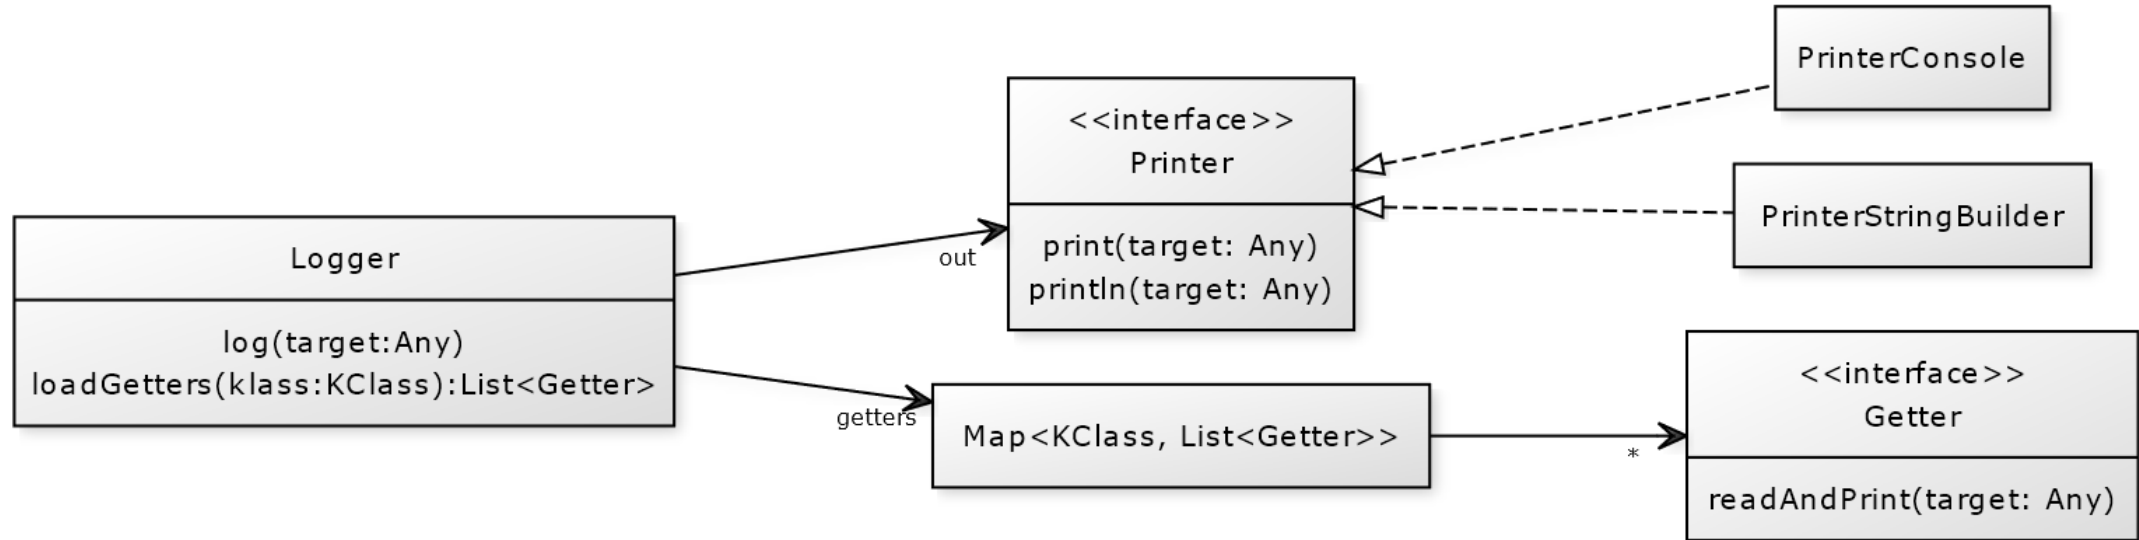 PrinterConsole
<<interface>>
Printer
print(target: Any)
println(target: Any)
PrinterStringBuilder
Logger
log(target:Any)
loadGetters(klass:KClass):List<Getter>
out
getters
Map<KClass, List<Getter>>
*
<<interface>>
Getter
readAndPrint(target: Any)